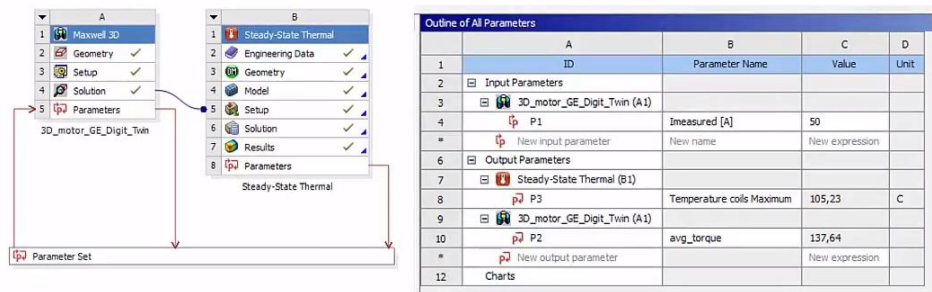 A
1 Maxwell 3D
2 Geometry
3 Setup
4 Solution
5 Parameters
3D_motor_GE_Digit_Twin
B
1 Steady-State Thermal
2 Engineering Data
3 Geometry
4 Model
5 Setup
6 Solution
7 Results
8 Parameters
Steady-State Thermal
Parameter Set
Outline of All Parameters
A B C D
1 ID Parameter Name Value Unit
2 Input Parameters
3 3D_motor_GE_Digit_Twin (A1)
4 P1 Imeasured [A] 50
* New input parameter New name New expression
6 Output Parameters
7 Steady-State Thermal (B1)
8 P3 Temperature coils Maximum 105,23 C
9 3D_motor_GE_Digit_Twin (A1)
10 P2 avg_torque 137,64
* New output parameter New expression
12 Charts